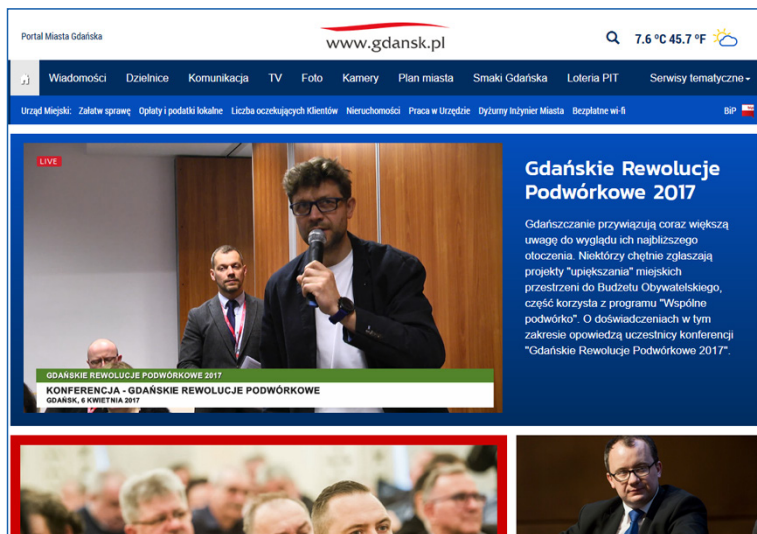 Portal Miasta Gdańska
www.gdansk.pl
7.6 ºC 45.7 ºF
Wiadomości Dzielnice Komunikacja TV Foto Kamery Plan miasta Smaki Gdańska Loteria PIT Serwisy tematyczne
Urząd Miejski: Załatw sprawę Opłaty i podatki lokalne Liczba oczekujących Klientów Nieruchomości Praca w Urzędzie Dyżurny Inżynier Miasta Bezpłatne wi-fi BiP
LIVE
GDAŃSKIE REWOLUCJE PODWÓRKOWE 2017
KONFERENCJA - GDAŃSKIE REWOLUCJE PODWÓRKOWE
GDAŃSK, 6 KWIETNIA 2017
Gdańskie Rewolucje
Podwórkowe 2017
Gdańszczanie przywiązują coraz większą
uwagę do wyglądu ich najbliższego
otoczenia. Niektórzy chętnie zgłaszają
projekty "upiększania" miejskich
przestrzeni do Budżetu Obywatelskiego,
część korzysta z programu "Wspólne
podwórko". O doświadczeniach w tym
zakresie opowiedzą uczestnicy konferencji
"Gdańskie Rewolucje Podwórkowe 2017".